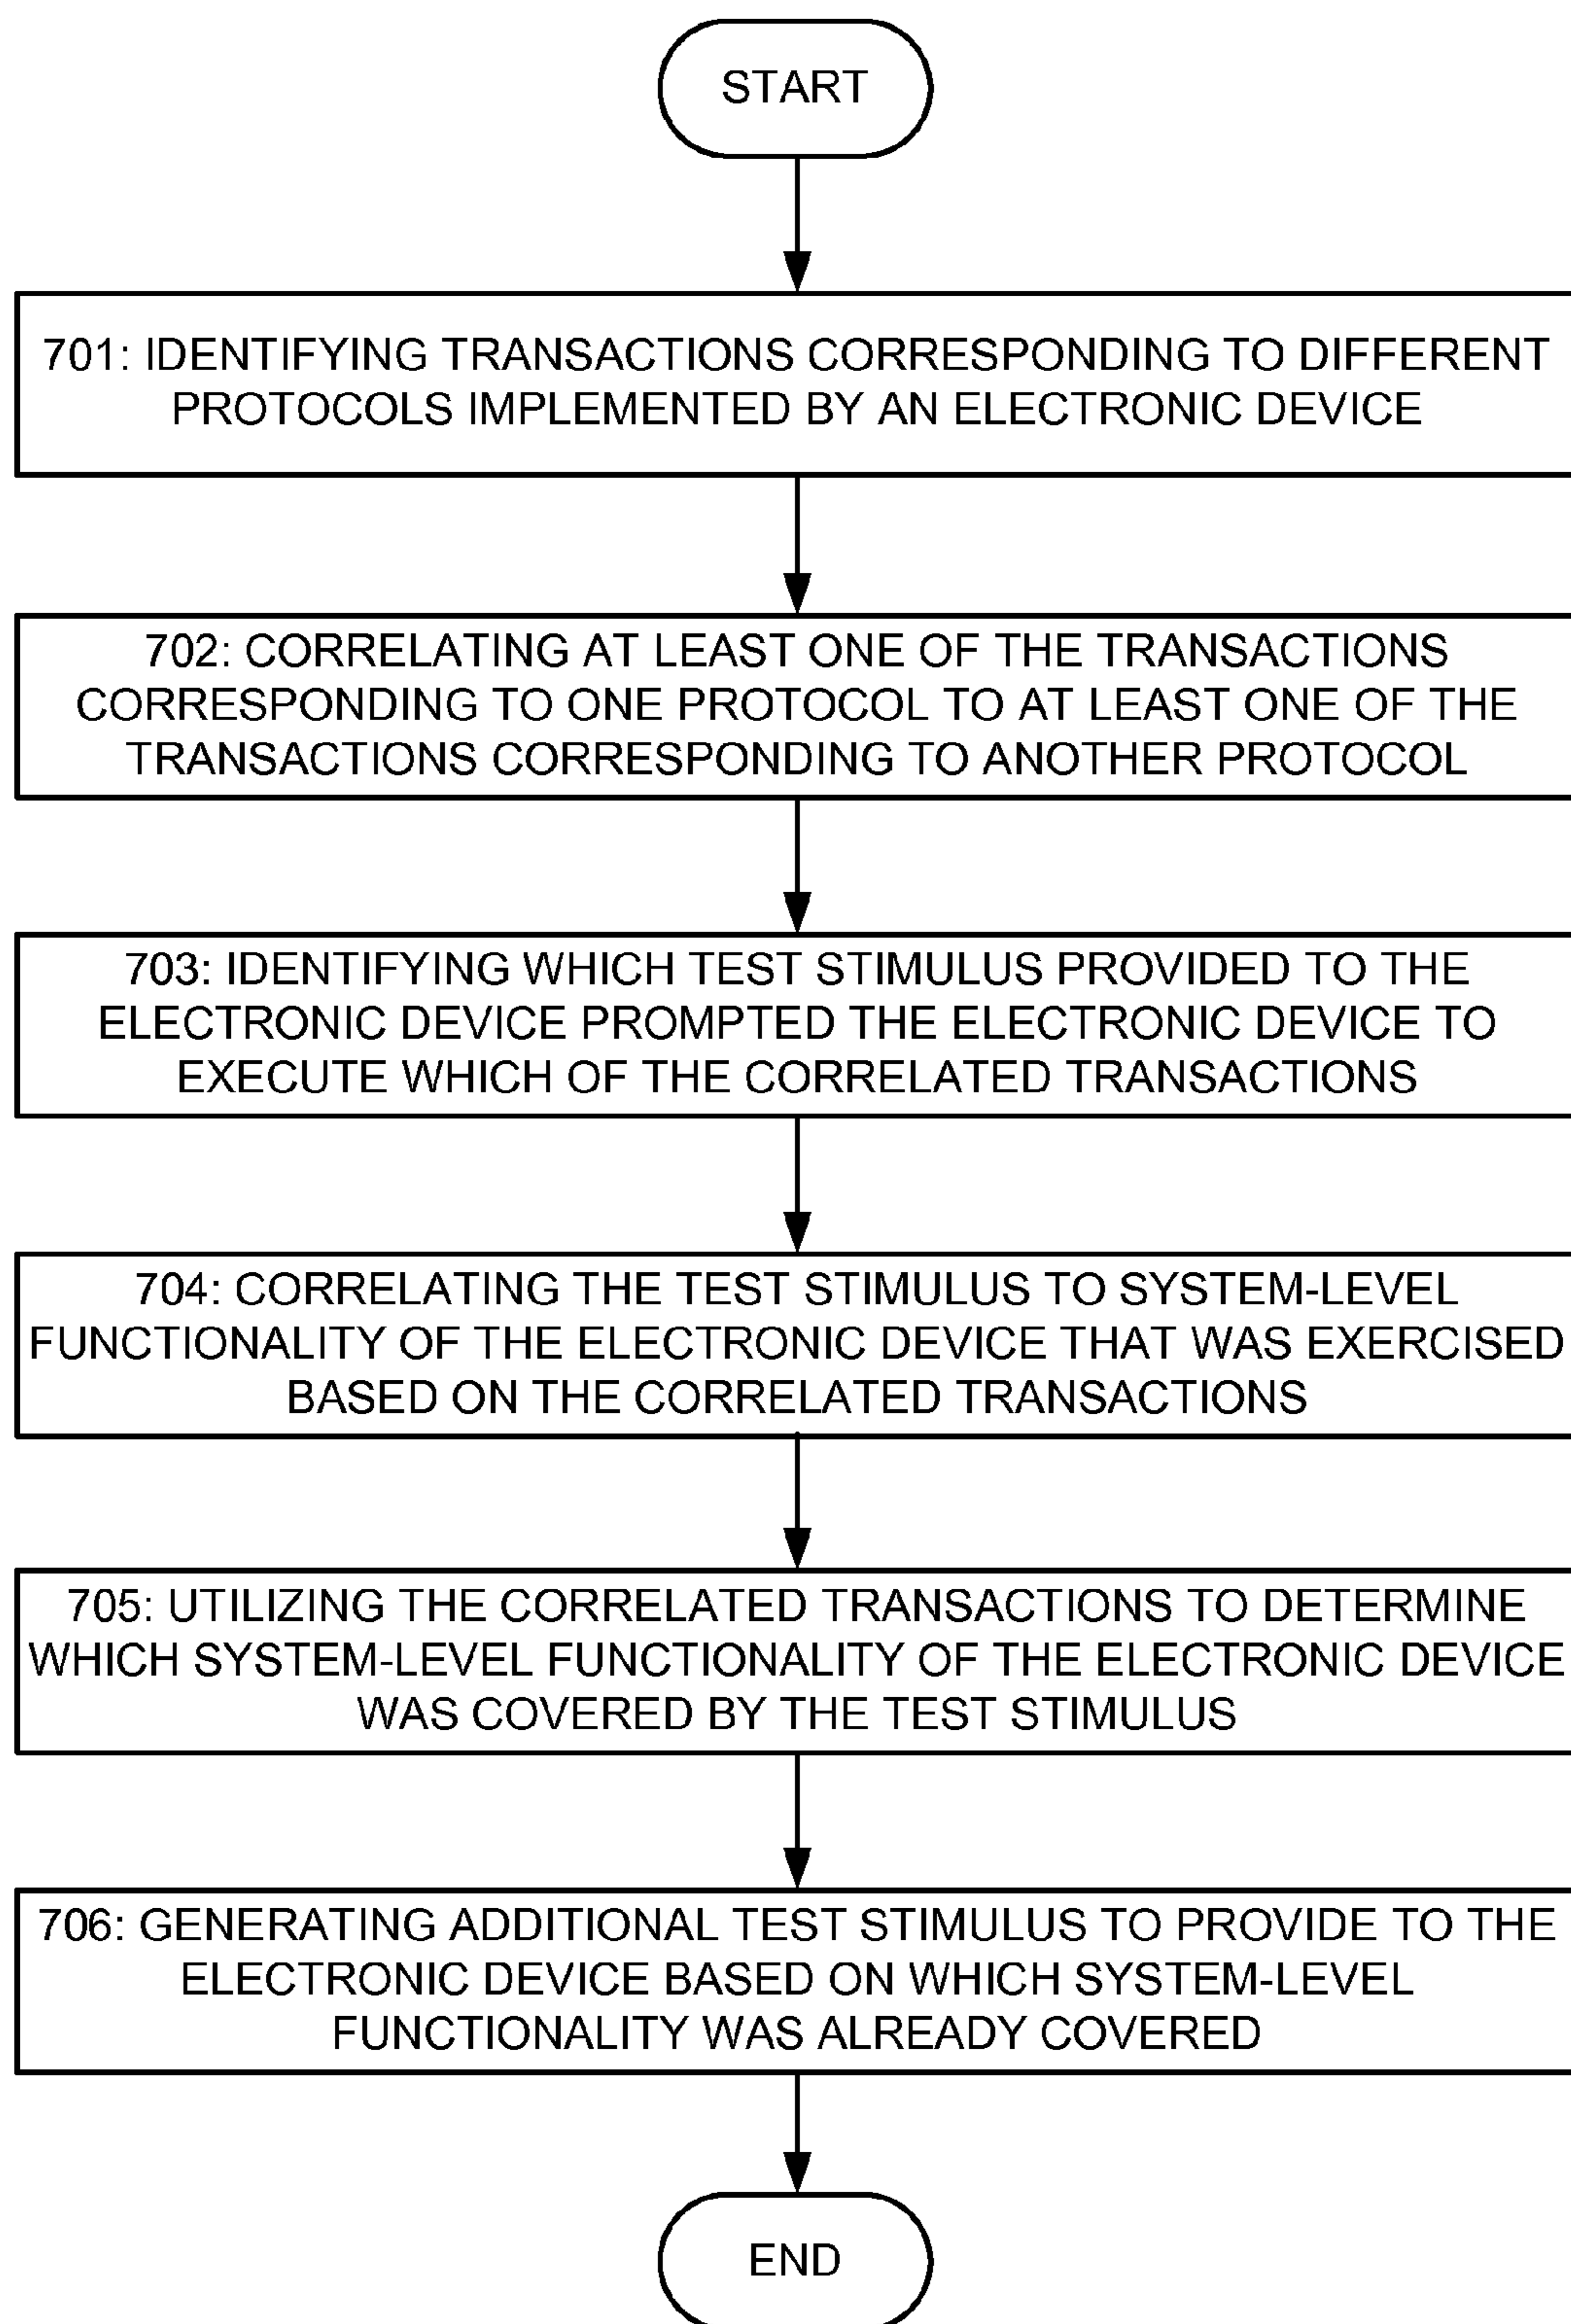 START
701: IDENTIFYING TRANSACTIONS CORRESPONDING TO DIFFERENT
PROTOCOLS IMPLEMENTED BY AN ELECTRONIC DEVICE
702: CORRELATING AT LEAST ONE OF THE TRANSACTIONS
CORRESPONDING TO ONE PROTOCOL TO AT LEAST ONE OF THE
TRANSACTIONS CORRESPONDING TO ANOTHER PROTOCOL
703: IDENTIFYING WHICH TEST STIMULUS PROVIDED TO THE
ELECTRONIC DEVICE PROMPTED THE ELECTRONIC DEVICE TO
EXECUTE WHICH OF THE CORRELATED TRANSACTIONS
704: CORRELATING THE TEST STIMULUS TO SYSTEM-LEVEL
FUNCTIONALITY OF THE ELECTRONIC DEVICE THAT WAS EXERCISED
BASED ON THE CORRELATED TRANSACTIONS
705: UTILIZING THE CORRELATED TRANSACTIONS TO DETERMINE
WHICH SYSTEM-LEVEL FUNCTIONALITY OF THE ELECTRONIC DEVICE
WAS COVERED BY THE TEST STIMULUS
706: GENERATING ADDITIONAL TEST STIMULUS TO PROVIDE TO THE
ELECTRONIC DEVICE BASED ON WHICH SYSTEM-LEVEL
FUNCTIONALITY WAS ALREADY COVERED
END